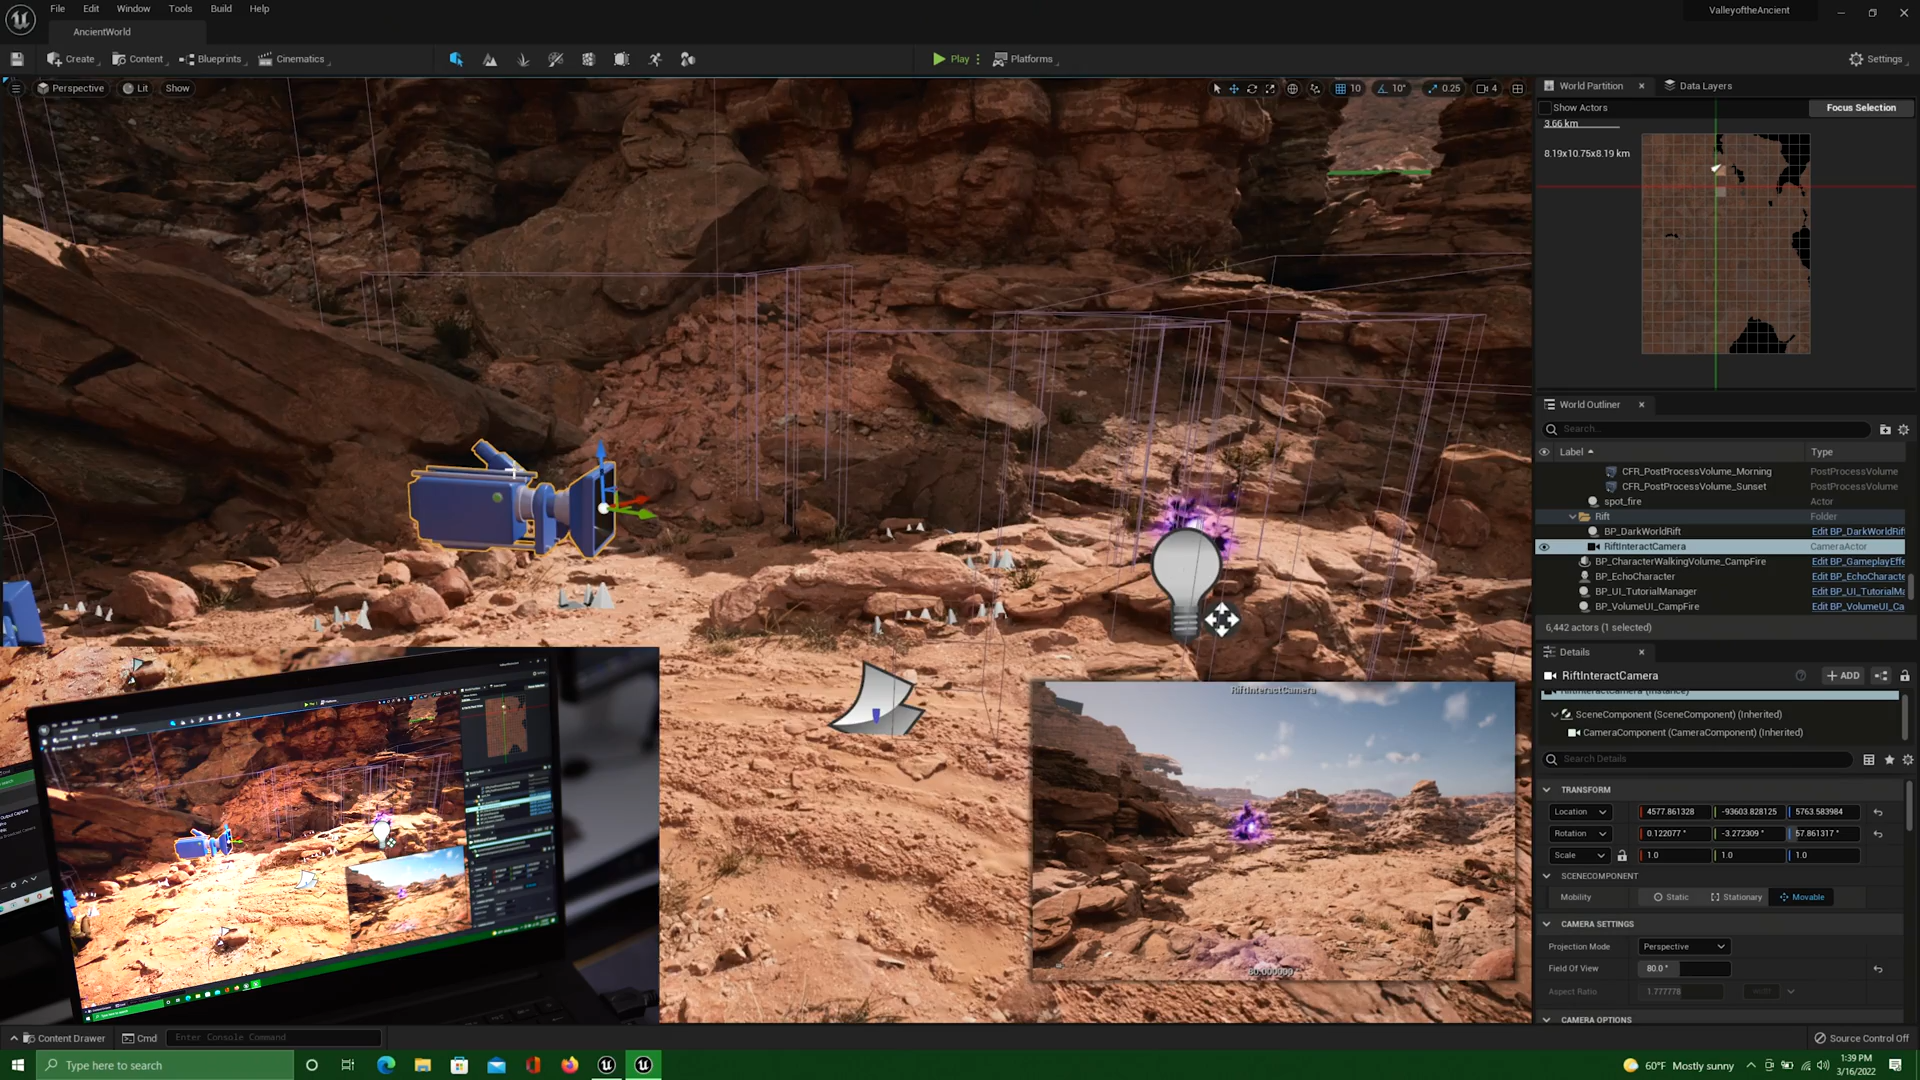 File Edit Window Tools Build Help
ValleyoftheAncient
AncientWorld
Create Content Blueprints Cinematics
Play Platforms
Settings
Perspective Lit Show
10 10° 0.25 4
World Partition Data Layers
Show Actors Focus Selection
3.66 km
8.19x10.75x8.19 km
World Outliner
Search...
Label Type
CFR_PostProcessVolume_Morning PostProcessVolume
CFR_PostProcessVolume_Sunset PostProcessVolume
spot_fire Actor
Rift Folder
BP_DarkWorldRift Edit BP_DarkWorldRif
RiftInteractCamera CameraActor
BP_CharacterWalkingVolume_CampFire Edit BP_GameplayEffe
BP_EchoCharacter Edit BP_EchoCharacte
BP_UI_TutorialManager Edit BP_UI_TutorialMa
BP_VolumeUI_CampFire Edit BP_VolumeUI_Ca
6,442 actors (1 selected)
Details
RiftInteractCamera
ADD
RiftInteractCamera (Instance)
SceneComponent (SceneComponent) (Inherited)
CameraComponent (CameraComponent) (Inherited)
Search Details
TRANSFORM
Location 4577.861328 -93603.828125 5763.583984
Rotation 0.122077° -3.272309° 57.861317°
Scale 1.0 1.0 1.0
SCENECOMPONENT
Mobility Static Stationary Movable
CAMERA SETTINGS
Projection Mode Perspective
Field Of View 80.0°
Aspect Ratio 1.777778
CAMERA OPTIONS
RiftInteractCamera
80.000000
Content Drawer Cmd Enter Console Command
Source Control Off
Type here to search
60°F Mostly sunny
1:39 PM
3/16/2022